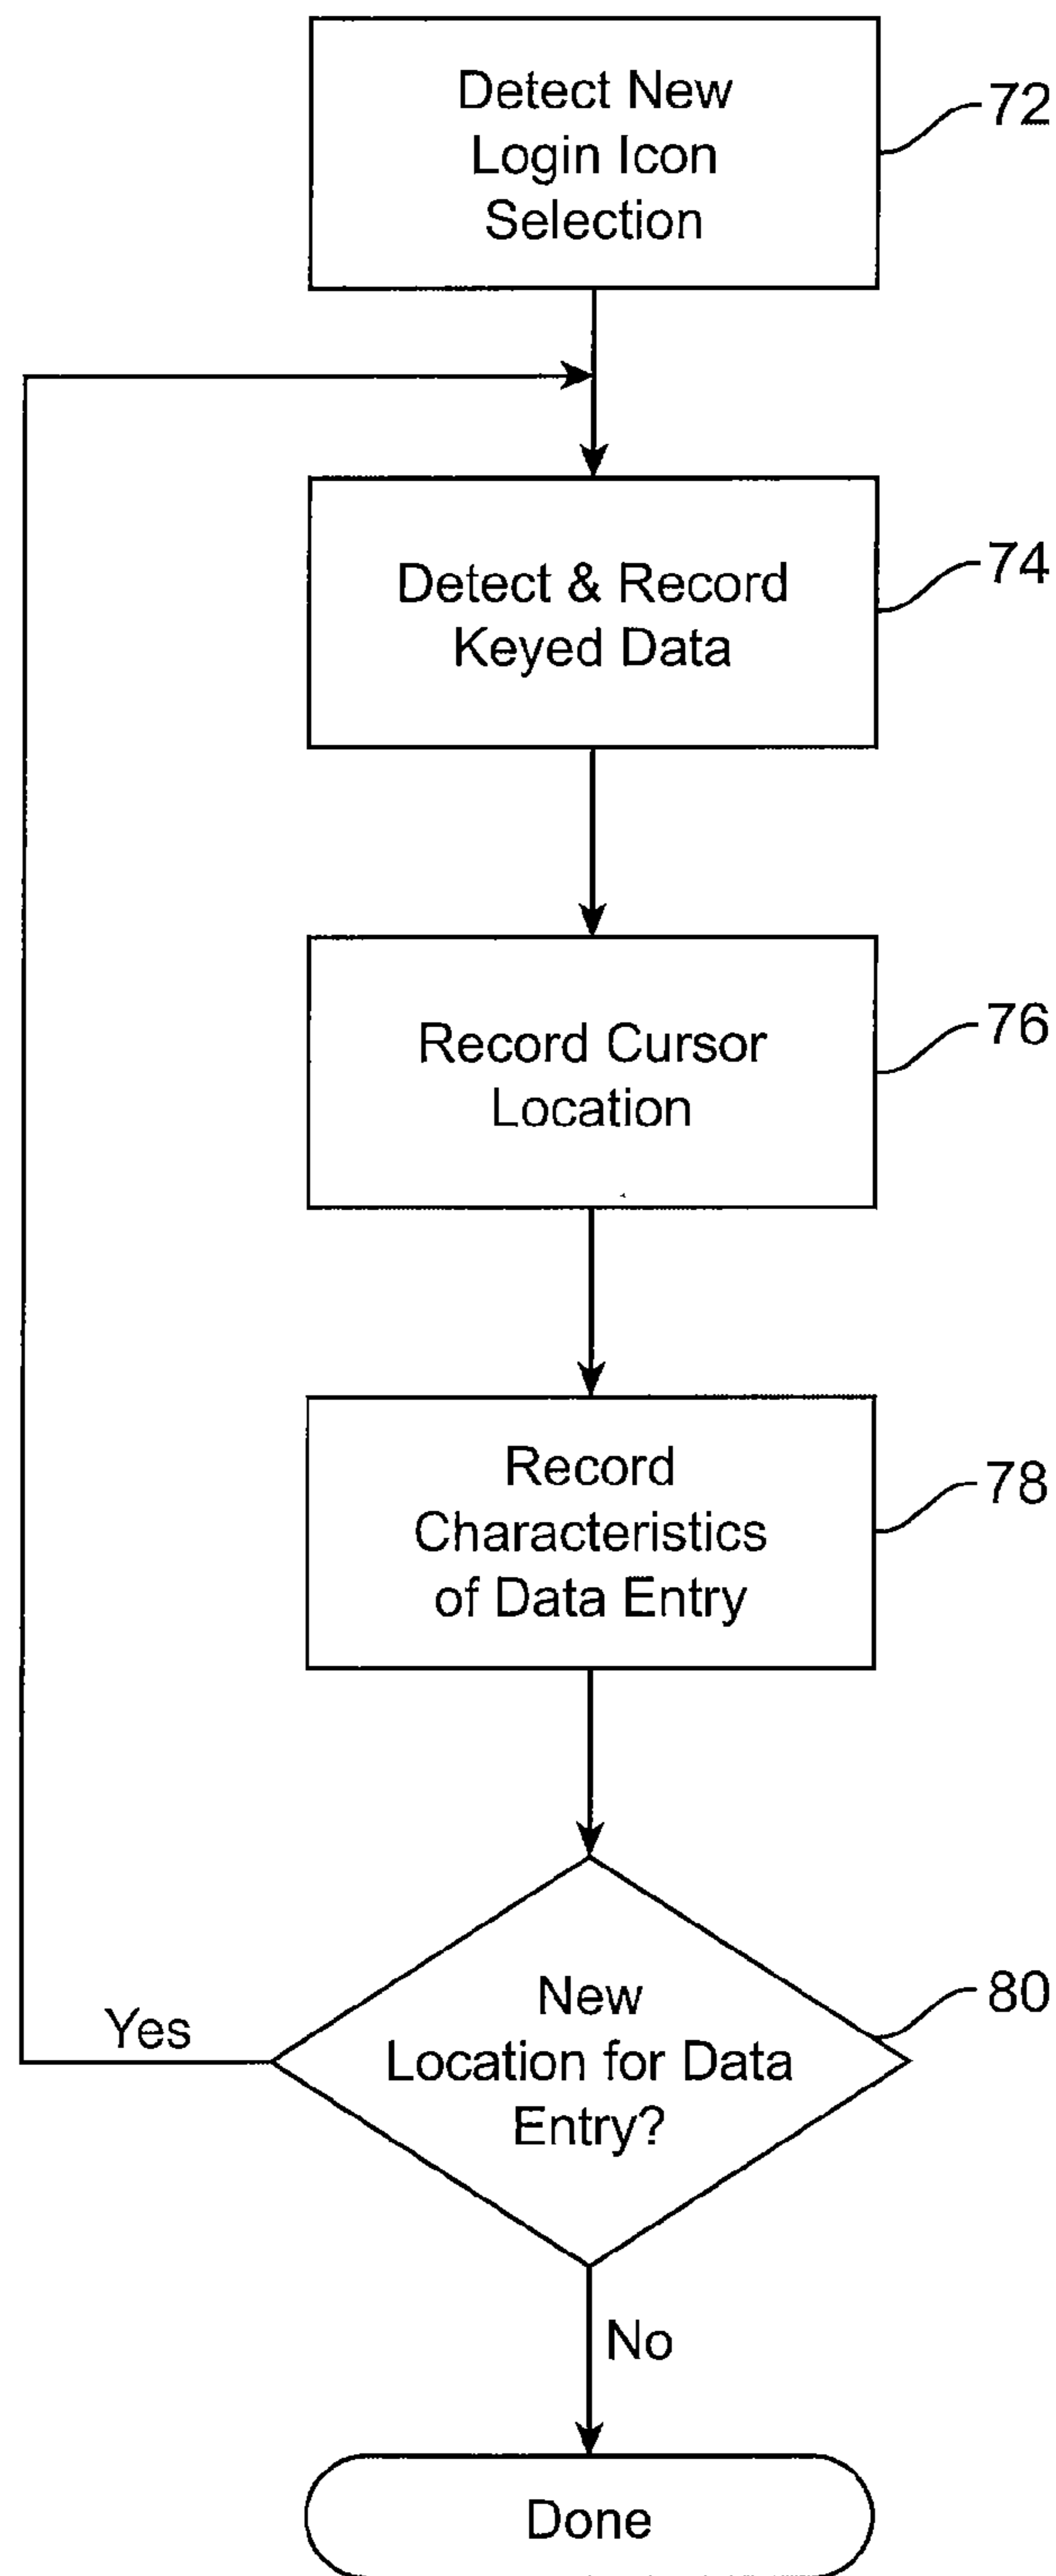 Detect New
Login Icon
Selection
72
Detect & Record
Keyed Data
74
Record Cursor
Location
76
Record
Characteristics
of Data Entry
78
New
Location for Data
Entry?
80
Yes
No
Done